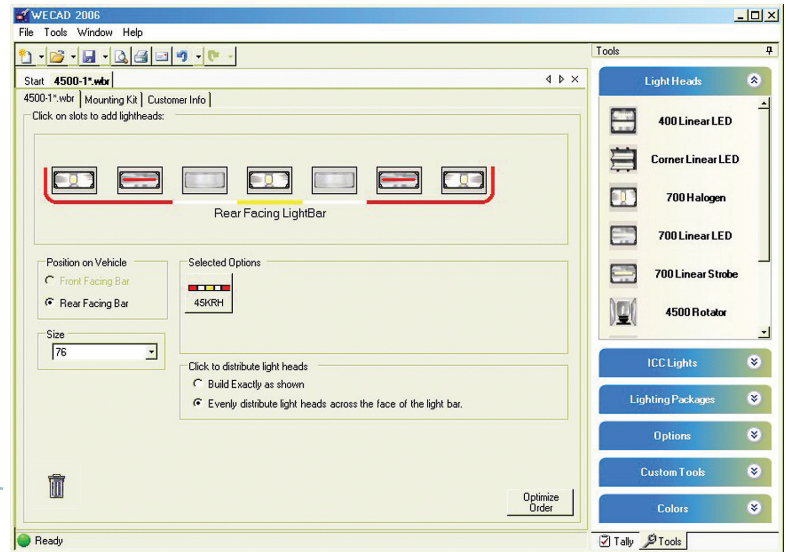 WECAD 2006
File Tools Window Help
Tools
Start 4500-1*.wbr
4500-1*.wbr Mounting Kit Customer Info
Click on slots to add lightheads:
Rear Facing LightBar
Position on Vehicle
Front Facing Bar
Rear Facing Bar
Size
76
Selected Options
45KRH
Click to distribute light heads
Build Exactly as shown
Evenly distribute light heads across the face of the light bar.
Optimize
Order
Ready
Light Heads
400 Linear LED
Corner Linear LED
700 Halogen
700 Linear LED
700 Linear Strobe
4500 Rotator
ICC Lights
Lighting Packages
Options
Custom Tools
Colors
Tally Tools